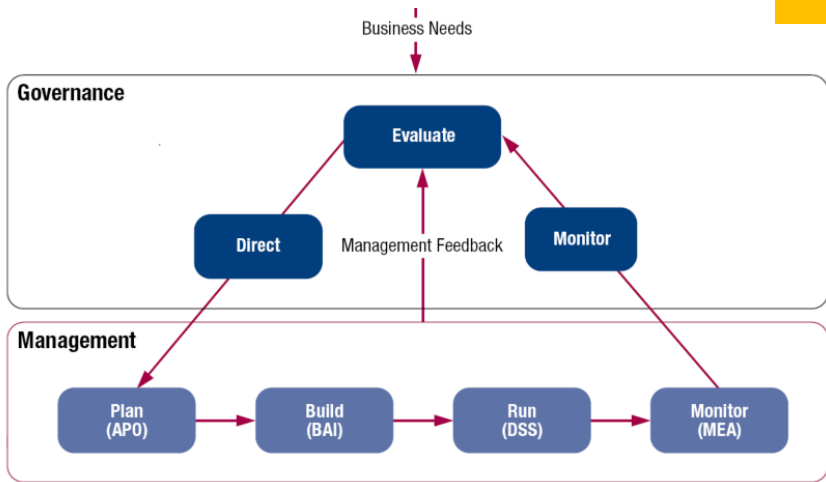 Business Needs
Governance
Evaluate
Direct
Management Feedback
Monitor
Management
Plan
(APO)
Build
(BAI)
Run
(DSS)
Monitor
(MEA)